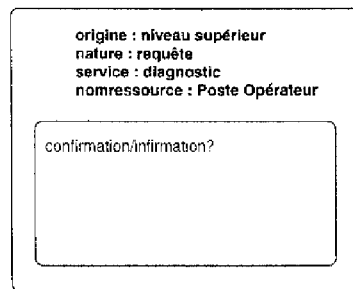 origine : niveau supérieur
nature : requête
service : diagnostic
nomressource : Poste Opérateur
confirmation/infirmation?